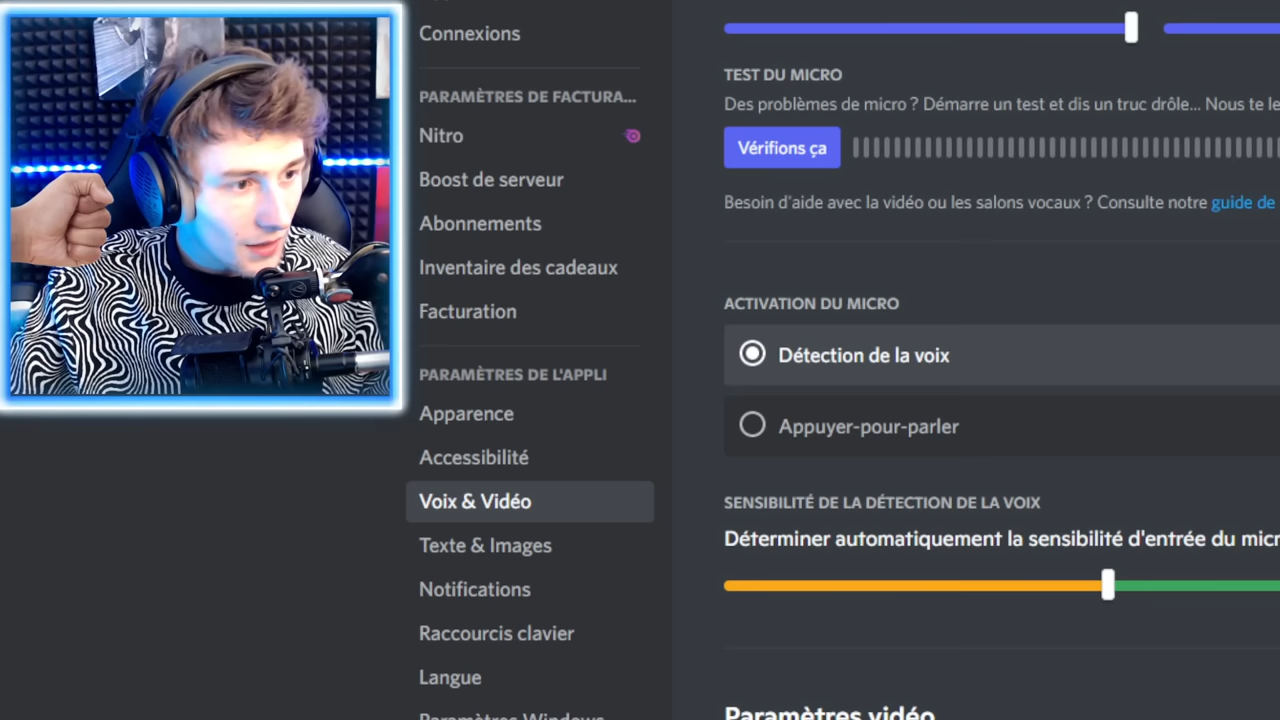 Connexions
PARAMÈTRES DE FACTURA...
Nitro
Boost de serveur
Abonnements
Inventaire des cadeaux
Facturation
PARAMÈTRES DE L'APPLI
Apparence
Accessibilité
Voix & Vidéo
Texte & Images
Notifications
Raccourcis clavier
Langue
Paramètres Windows
TEST DU MICRO
Des problèmes de micro ? Démarre un test et dis un truc drôle... Nous te le
Vérifions ça
Besoin d'aide avec la vidéo ou les salons vocaux ? Consulte notre guide de
ACTIVATION DU MICRO
Détection de la voix
Appuyer-pour-parler
SENSIBILITÉ DE LA DÉTECTION DE LA VOIX
Déterminer automatiquement la sensibilité d'entrée du micr
Paramètres vidéo